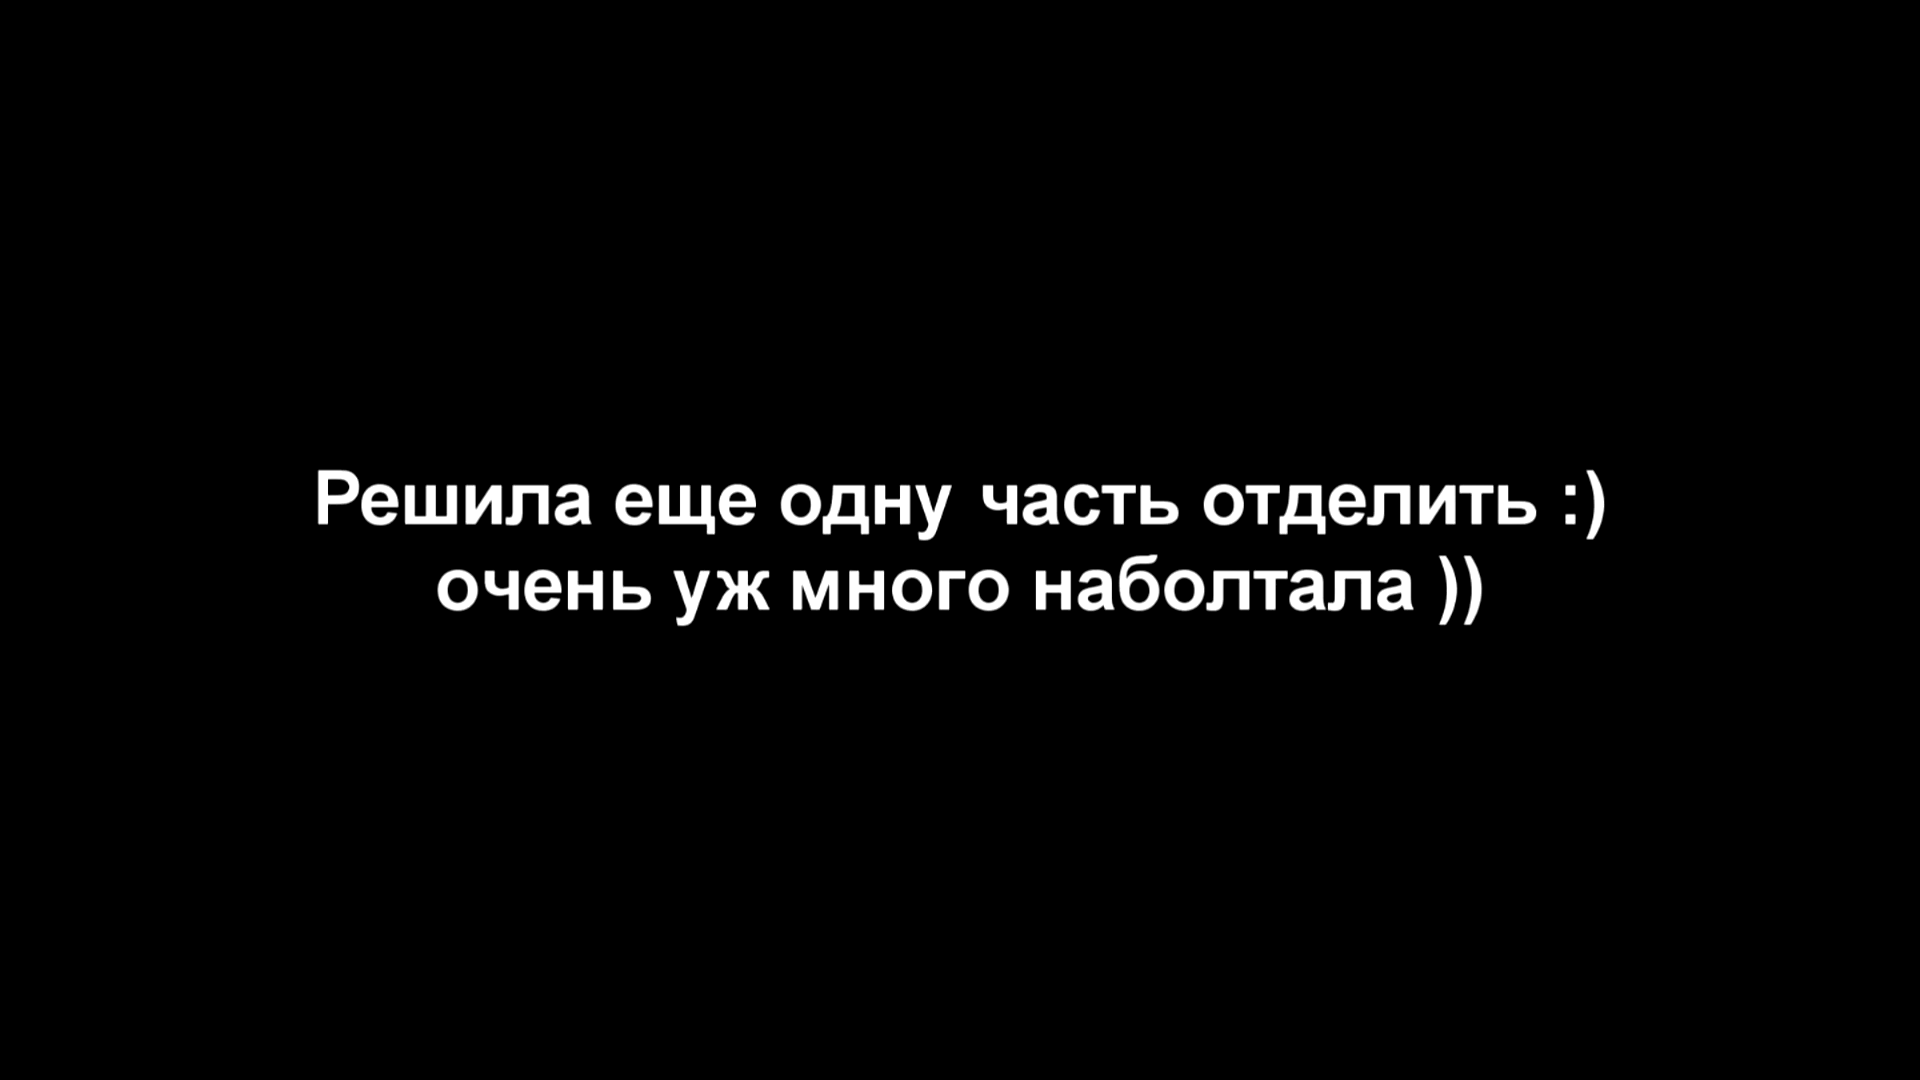 Решила еще одну часть отделить :)
очень уж много наболтала ))